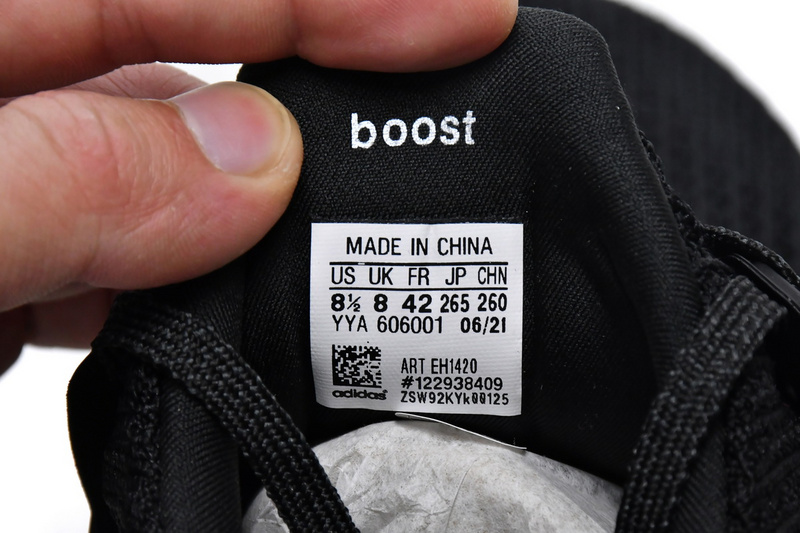 boost
MADE IN CHINA
US UK FR JP CHN
8½ 8 42 265 260
YYA 606001 06/21
ART EH1420
#122938409
adidas®
ZSW92KYk00125